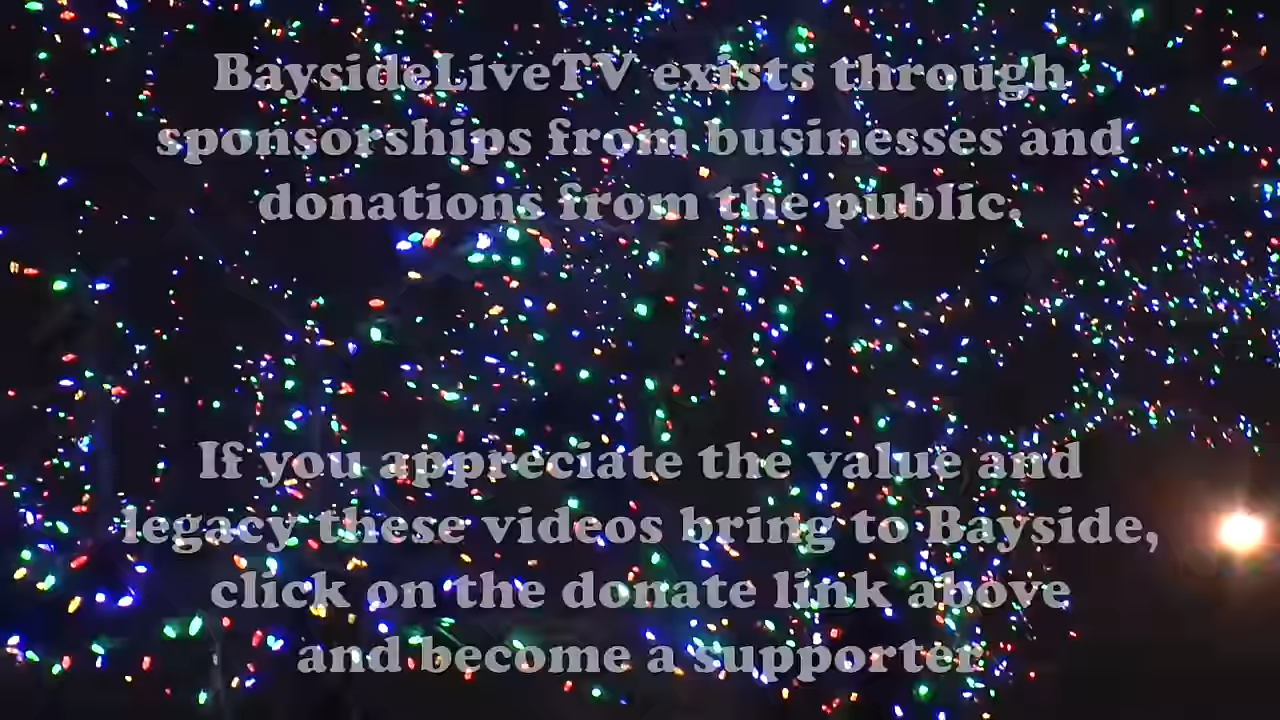 BaysideLiveTV exists through
sponsorships from businesses and
donations from the public.
If you appreciate the value and
legacy these videos bring to Bayside,
click on the donate link above
and become a supporter